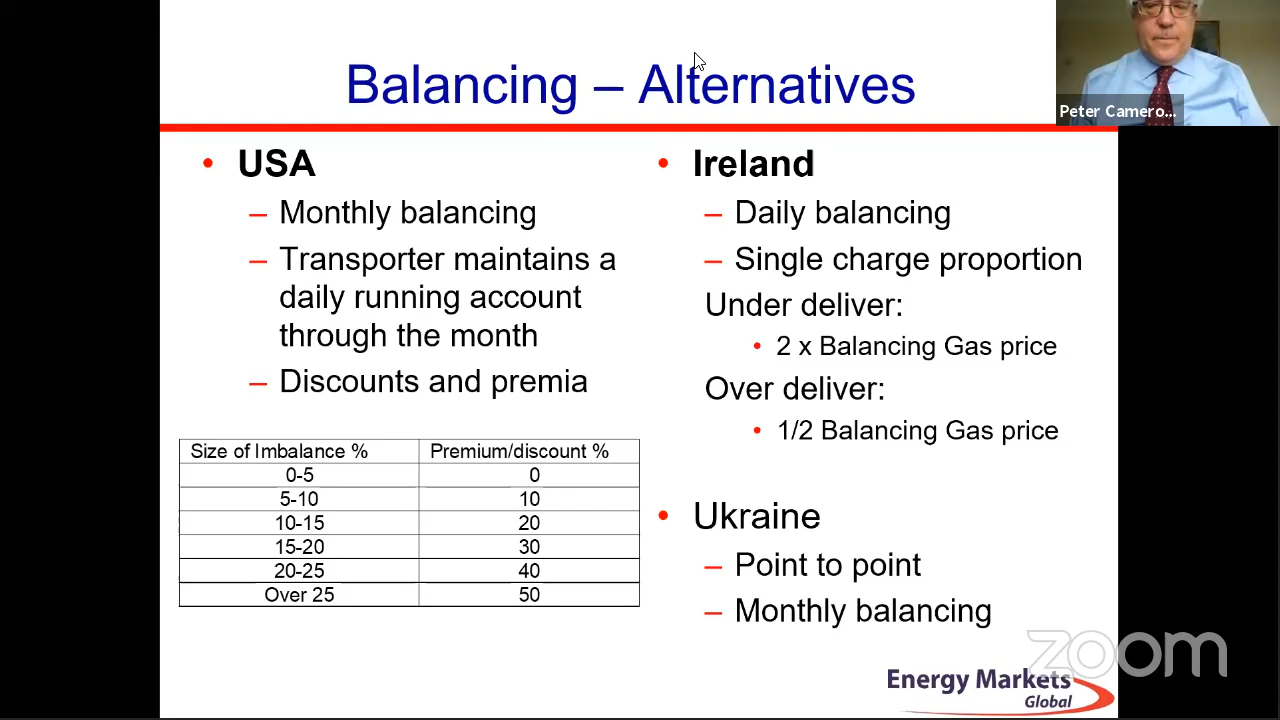 Balancing – Alternatives
Peter Camero...
• USA
– Monthly balancing
– Transporter maintains a
daily running account
through the month
– Discounts and premia
Size of Imbalance % Premium/discount %
0-5 0
5-10 10
10-15 20
15-20 30
20-25 40
Over 25 50
• Ireland
– Daily balancing
– Single charge proportion
Under deliver:
• 2 x Balancing Gas price
Over deliver:
• 1/2 Balancing Gas price
• Ukraine
– Point to point
– Monthly balancing
zoom
Energy Markets
Global